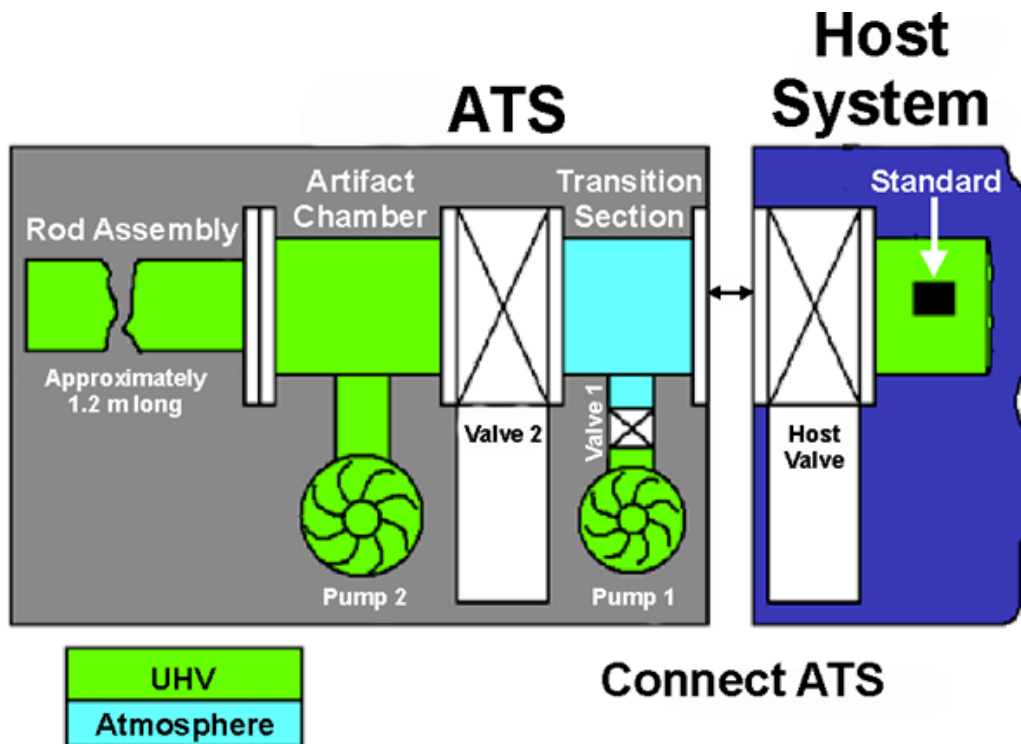 Host
System
ATS
Artifact
Chamber
Transition
Section
Standard
Rod Assembly
Approximately
1.2 m long
Valve 2
Valve 1
Host
Valve
Pump 2
Pump 1
UHV
Atmosphere
Connect ATS